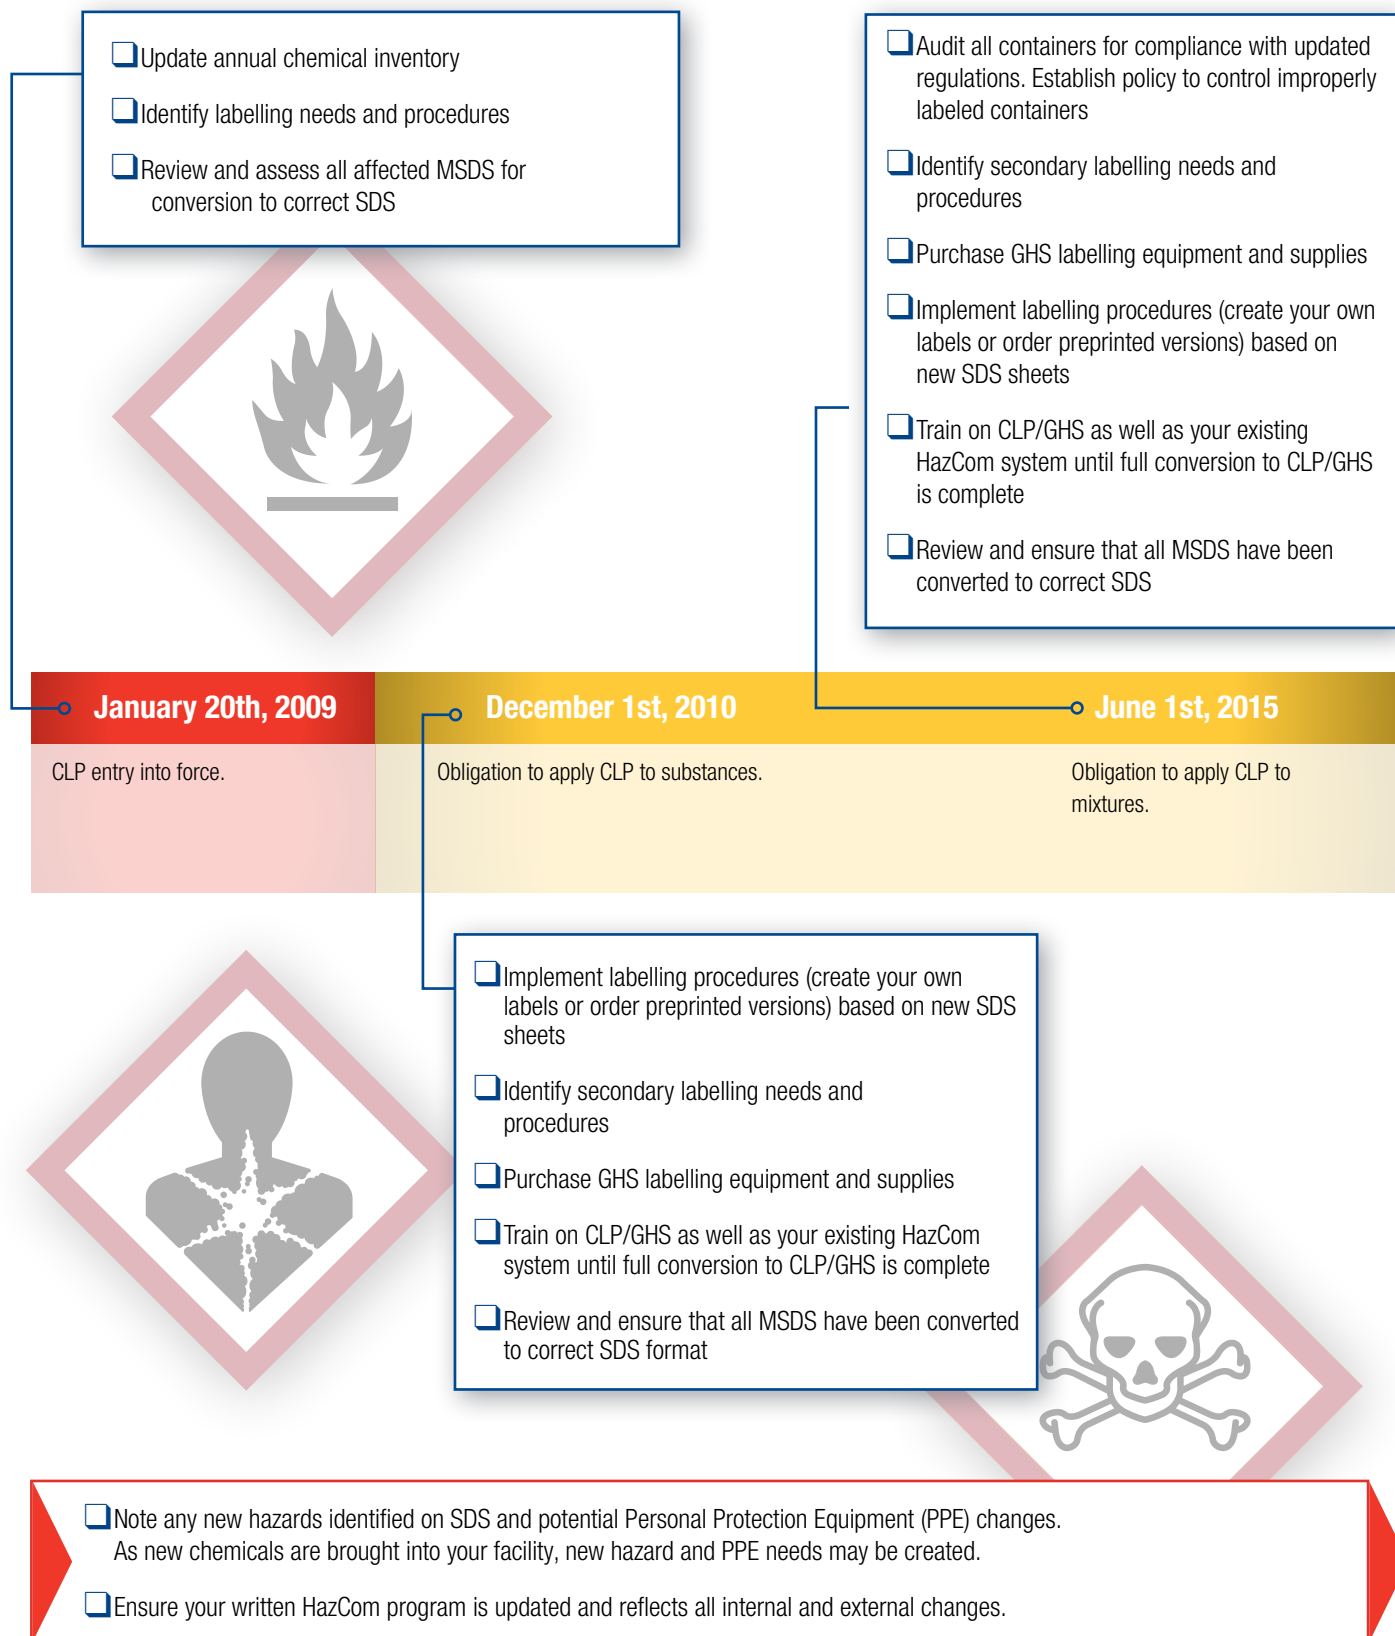 Update annual chemical inventory
Identify labelling needs and procedures
Review and assess all affected MSDS for
conversion to correct SDS
Audit all containers for compliance with updated
regulations. Establish policy to control improperly
labeled containers
Identify secondary labelling needs and
procedures
Purchase GHS labelling equipment and supplies
Implement labelling procedures (create your own
labels or order preprinted versions) based on
new SDS sheets
Train on CLP/GHS as well as your existing
HazCom system until full conversion to CLP/GHS
is complete
Review and ensure that all MSDS have been
converted to correct SDS
January 20th, 2009
December 1st, 2010
June 1st, 2015
CLP entry into force.
Obligation to apply CLP to substances.
Obligation to apply CLP to
mixtures.
Implement labelling procedures (create your own
labels or order preprinted versions) based on new SDS
sheets
Identify secondary labelling needs and
procedures
Purchase GHS labelling equipment and supplies
Train on CLP/GHS as well as your existing HazCom
system until full conversion to CLP/GHS is complete
Review and ensure that all MSDS have been converted
to correct SDS format
Note any new hazards identified on SDS and potential Personal Protection Equipment (PPE) changes.
As new chemicals are brought into your facility, new hazard and PPE needs may be created.
Ensure your written HazCom program is updated and reflects all internal and external changes.